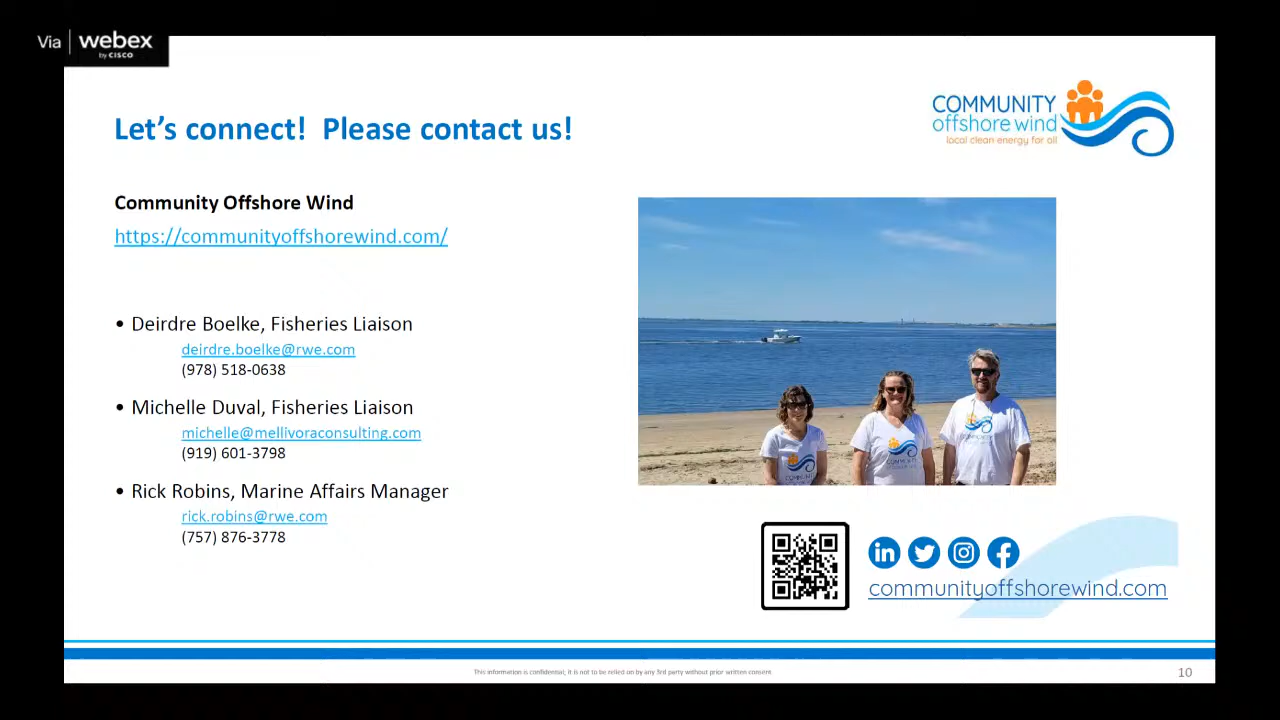 Via webex
by CISCO
COMMUNITY
offshore wind
local clean energy for all
Let's connect!  Please contact us!
Community Offshore Wind
https://communityoffshorewind.com/
• Deirdre Boelke, Fisheries Liaison
deirdre.boelke@rwe.com
(978) 518-0638
• Michelle Duval, Fisheries Liaison
michelle@mellivoraconsulting.com
(919) 601-3798
• Rick Robins, Marine Affairs Manager
rick.robins@rwe.com
(757) 876-3778
communityoffshorewind.com
This information is confidential; it is not to be relied on by any 3rd party without prior written consent.
10